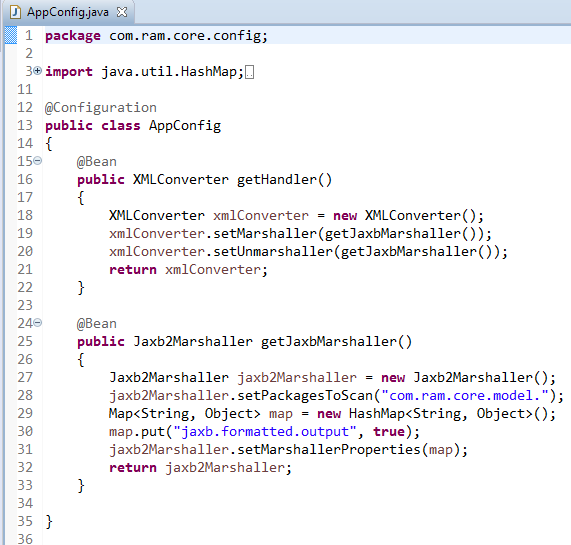 AppConfig.java
1 package com.ram.core.config;
2
3 import java.util.HashMap;
11
12 @Configuration
13 public class AppConfig
14 {
15     @Bean
16     public XMLConverter getHandler()
17     {
18         XMLConverter xmlConverter = new XMLConverter();
19         xmlConverter.setMarshaller(getJaxbMarshaller());
20         xmlConverter.setUnmarshaller(getJaxbMarshaller());
21         return xmlConverter;
22     }
23
24     @Bean
25     public Jaxb2Marshaller getJaxbMarshaller()
26     {
27         Jaxb2Marshaller jaxb2Marshaller = new Jaxb2Marshaller();
28         jaxb2Marshaller.setPackagesToScan("com.ram.core.model.");
29         Map<String, Object> map = new HashMap<String, Object>();
30         map.put("jaxb.formatted.output", true);
31         jaxb2Marshaller.setMarshallerProperties(map);
32         return jaxb2Marshaller;
33     }
34
35 }
36